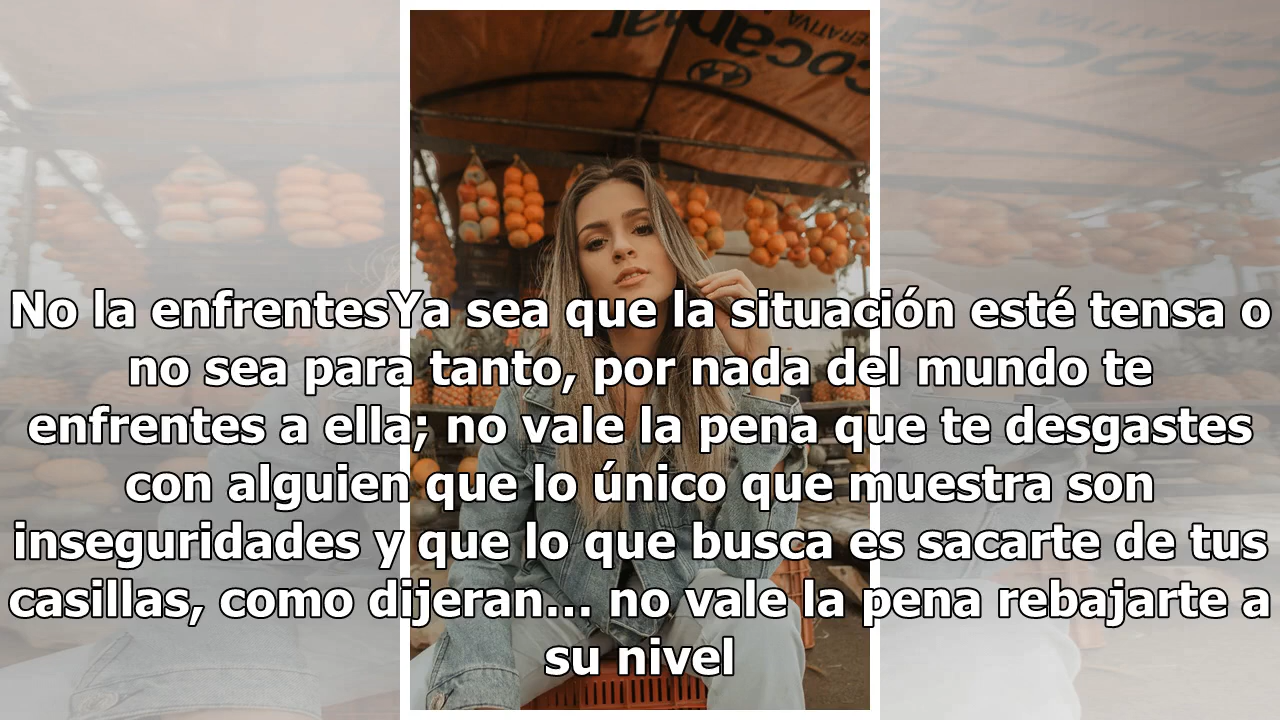 cocamar
No la enfrentesYa sea que la situación esté tensa o
no sea para tanto, por nada del mundo te
enfrentes a ella; no vale la pena que te desgastes
con alguien que lo único que muestra son
inseguridades y que lo que busca es sacarte de tus
casillas, como dijeran... no vale la pena rebajarte a
su nivel